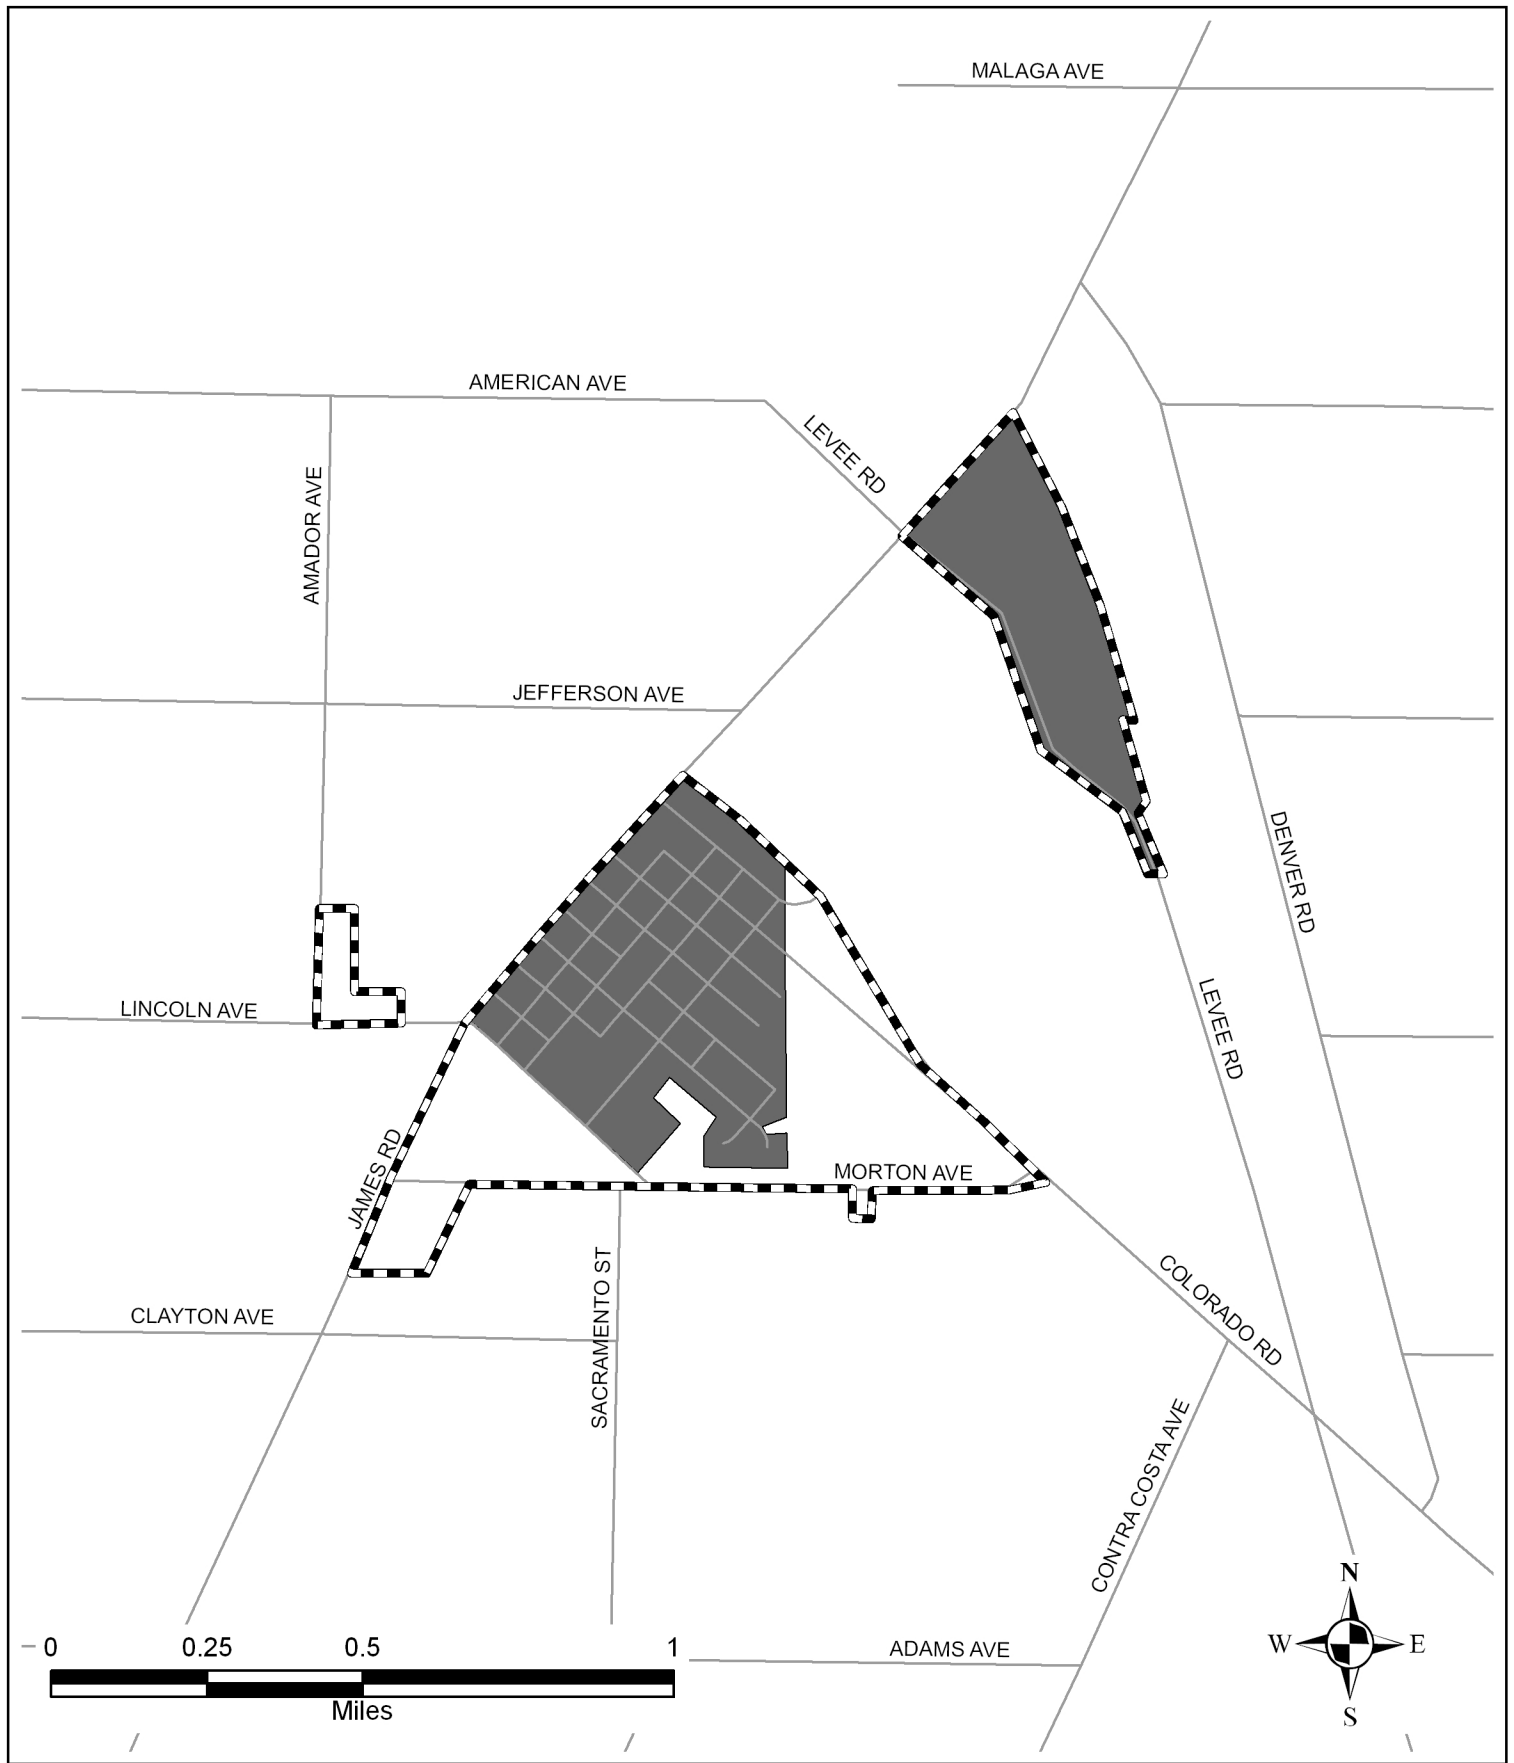 MALAGA AVE
AMERICAN AVE
LEVEE RD
AMADOR AVE
JEFFERSON AVE
DENVER RD
LINCOLN AVE
LEVEE RD
JAMES RD
MORTON AVE
SACRAMENTO ST
COLORADO RD
CLAYTON AVE
CONTRA COSTA AVE
ADAMS AVE
0 0.25 0.5 1
Miles
N
W E
S